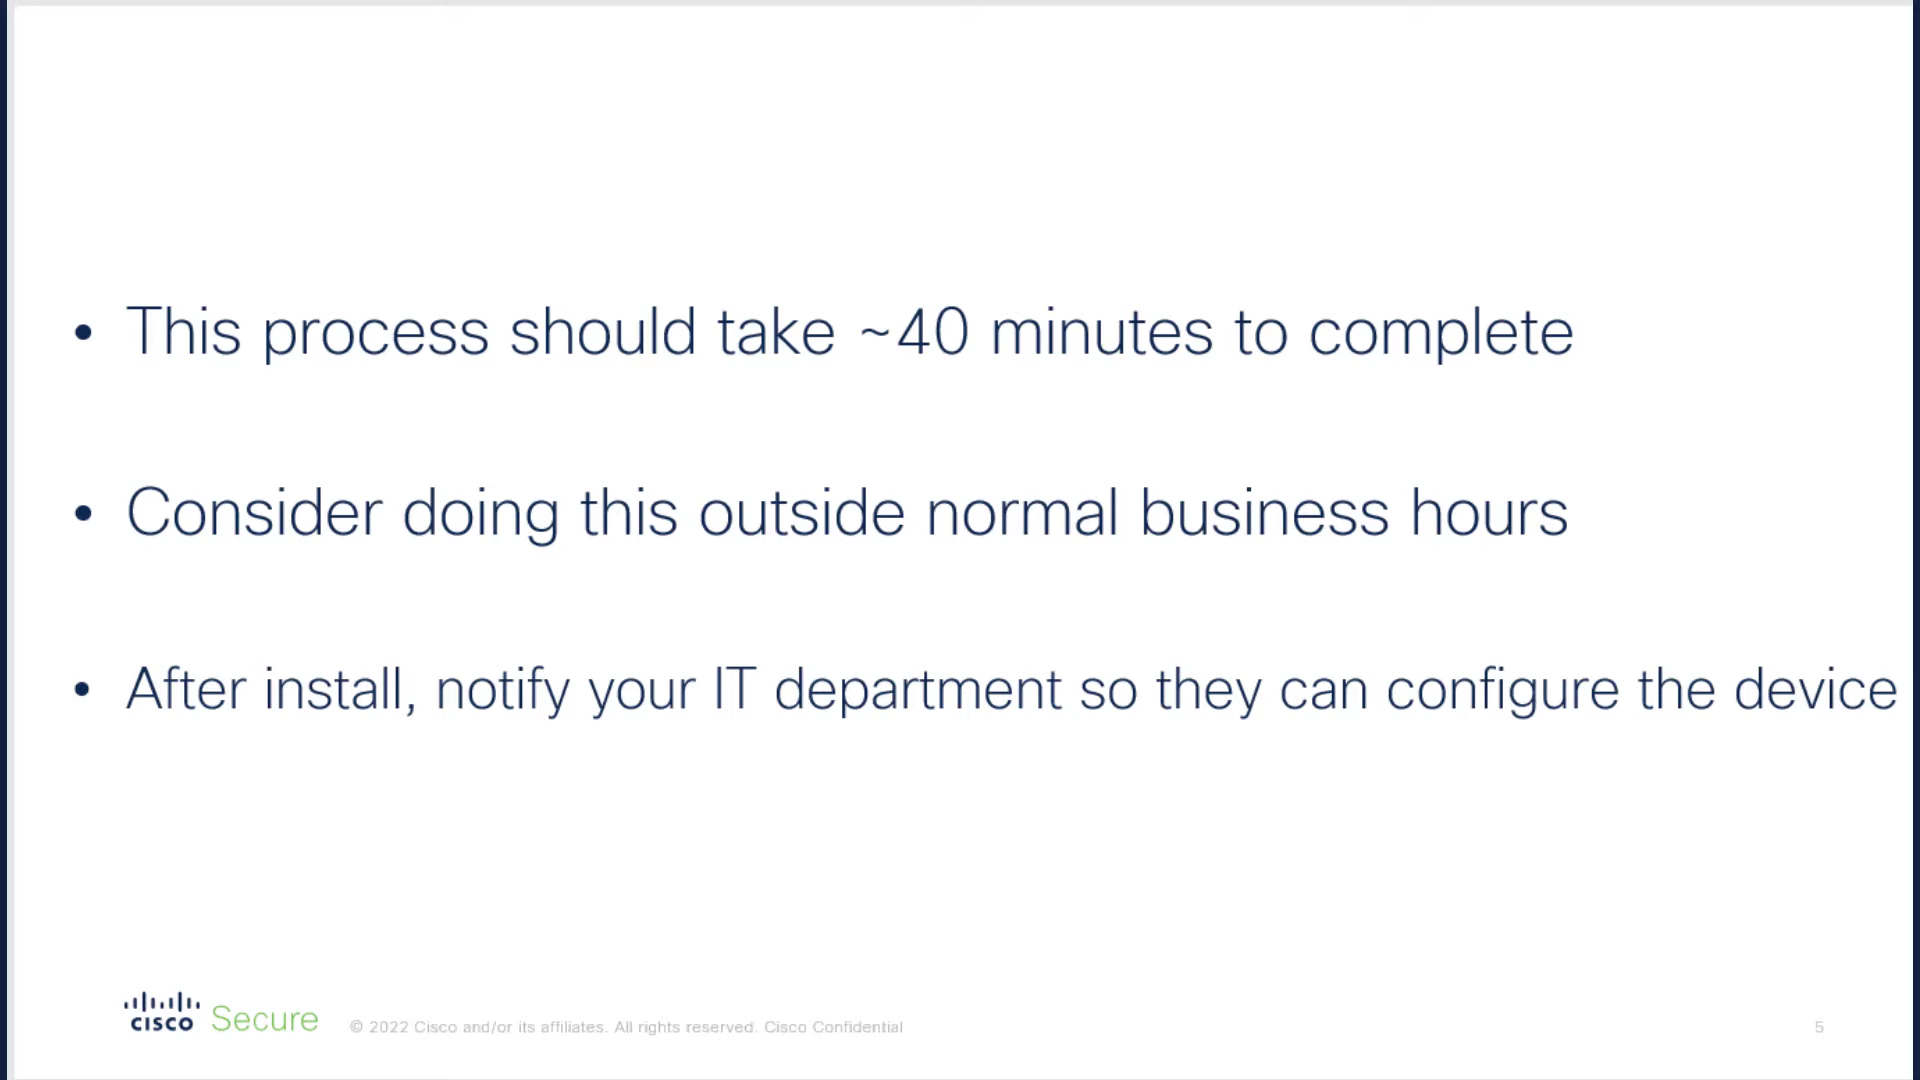 • This process should take ~40 minutes to complete
• Consider doing this outside normal business hours
• After install, notify your IT department so they can configure the device
CISCO Secure © 2022 Cisco and/or its affiliates. All rights reserved. Cisco Confidential 5